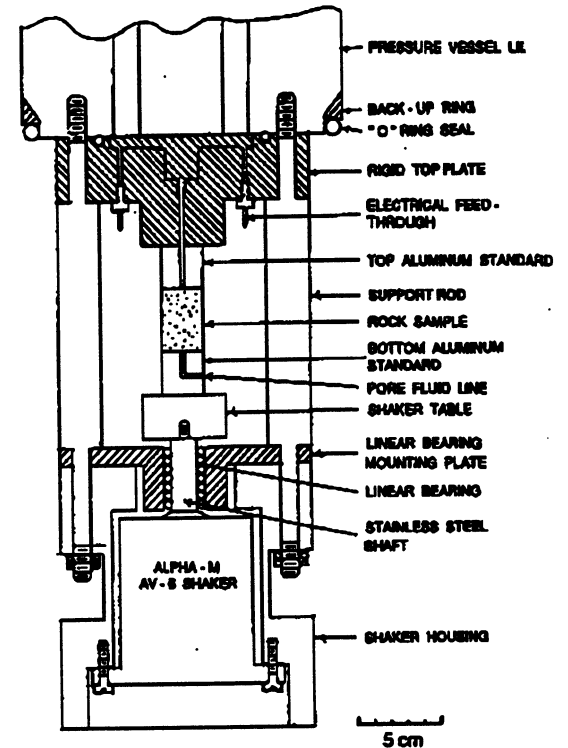 PRESSURE VESSEL LID
BACK-UP RING
"O" RING SEAL
RIGID TOP PLATE
ELECTRICAL FEED-
THROUGH
TOP ALUMINUM STANDARD
SUPPORT ROD
ROCK SAMPLE
BOTTOM ALUMINUM
STANDARD
PORE FLUID LINE
SHAKER TABLE
LINEAR BEARING
MOUNTING PLATE
LINEAR BEARING
STAINLESS STEEL
SHAFT
ALPHA-M
AV-6 SHAKER
SHAKER HOUSING
5 cm